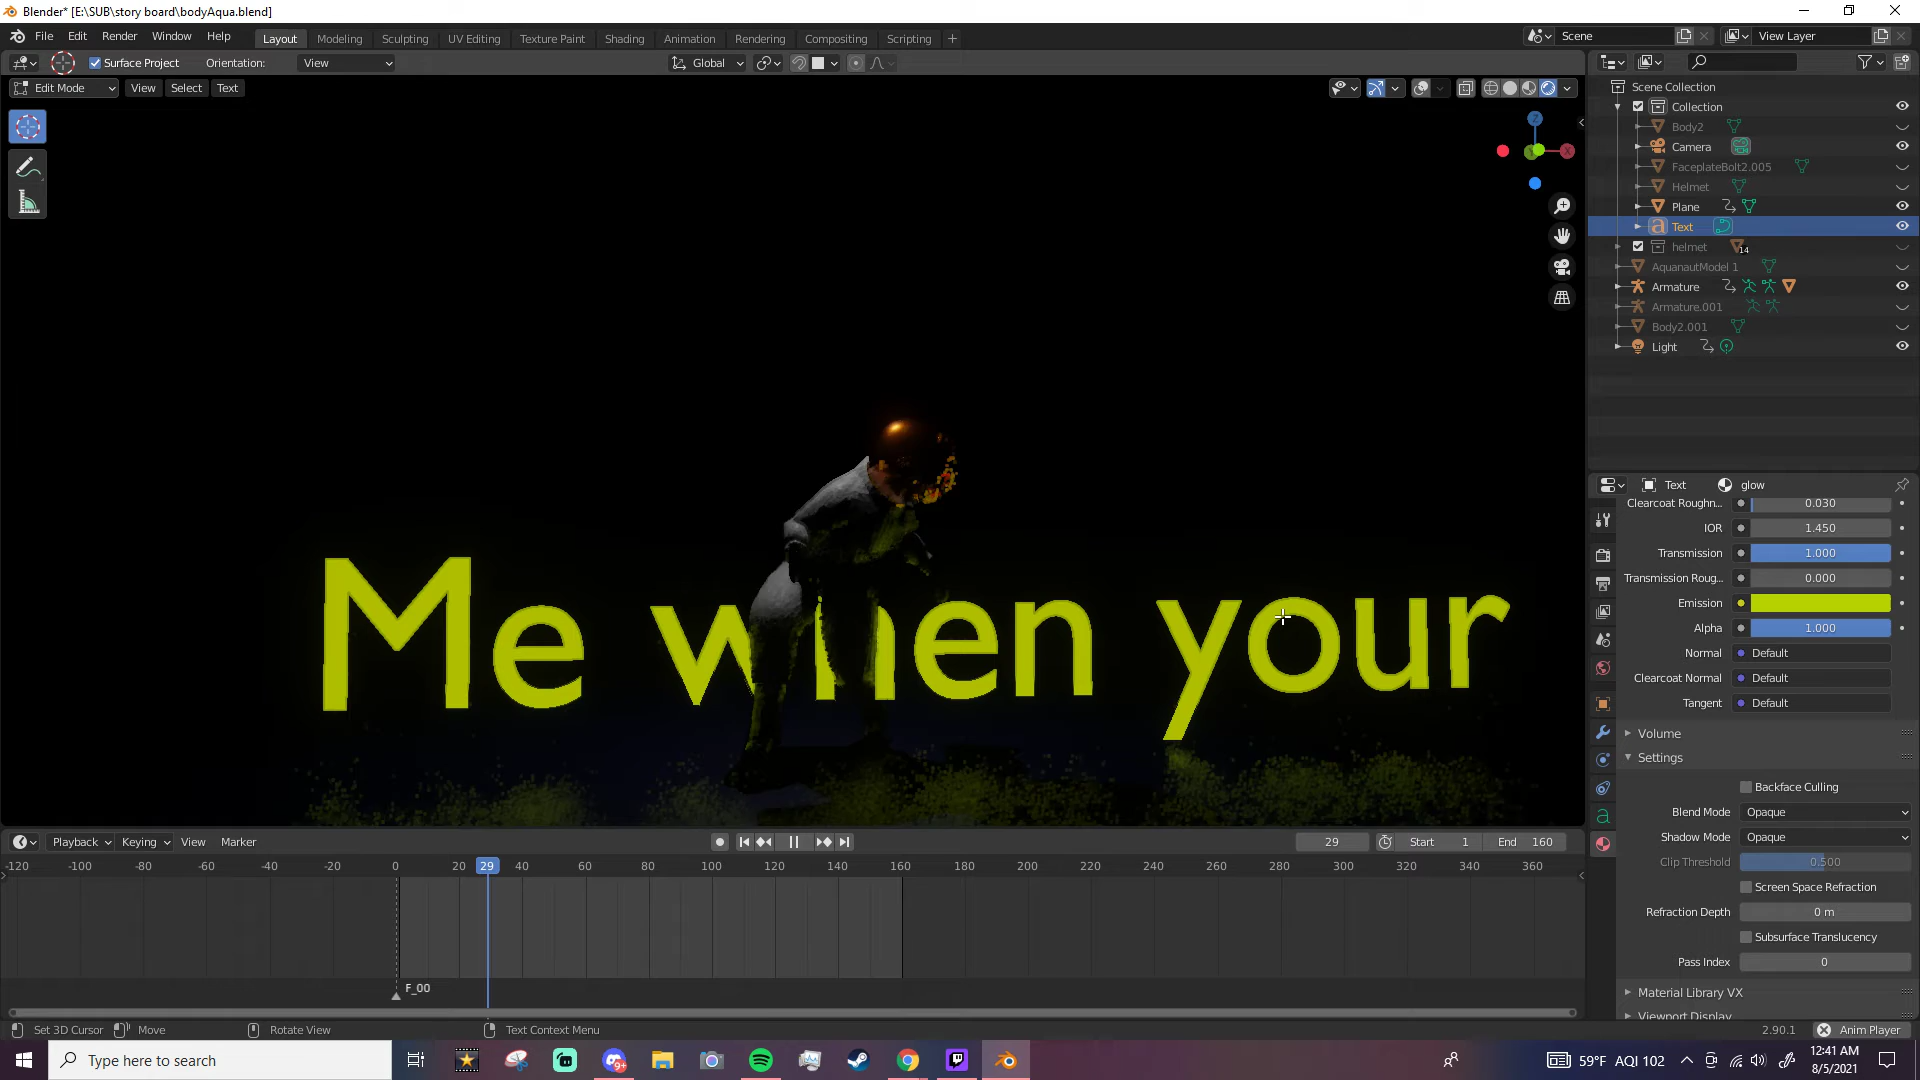 Blender* [E:\SUB\story board\bodyAqua.blend]
File Edit Render Window Help
Layout Modeling Sculpting UV Editing Texture Paint Shading Animation Rendering Compositing Scripting +
Scene View Layer
Surface Project Orientation: View Global
Edit Mode View Select Text
Scene Collection
Collection
Body2
Camera
FaceplateBolt2.005
Helmet
Plane
Text
helmet 14
AquanautModel 1
Armature
Armature.001
Body2.001
Light
Z
X
Me when your
Text glow
Clearcoat Roughn... 0.030
IOR 1.450
Transmission 1.000
Transmission Roug... 0.000
Emission
Alpha 1.000
Normal Default
Clearcoat Normal Default
Tangent Default
Volume
Settings
Backface Culling
Blend Mode Opaque
Shadow Mode Opaque
Clip Threshold 0.500
Screen Space Refraction
Refraction Depth 0 m
Subsurface Translucency
Pass Index 0
Material Library VX
Viewport Display
Playback Keying View Marker 29 Start 1 End 160
-120 -100 -80 -60 -40 -20 0 20 29 40 60 80 100 120 140 160 180 200 220 240 260 280 300 320 340 360
F_00
Set 3D Cursor Move Rotate View Text Context Menu 2.90.1 Anim Player
Type here to search
9+
59°F AQI 102
12:41 AM
8/5/2021